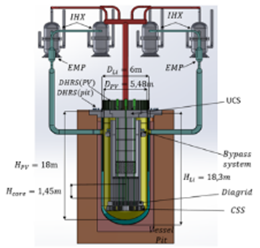 IHX
IHX
EMP
EMP
D_Li = 6m
D_PV = 5,48m
DHRS(PV)
DHRS(pit)
UCS
Bypass
system
H_PV = 18m
H_Li = 18,3m
H_core = 1,45m
Diagrid
CSS
Vessel
Pit